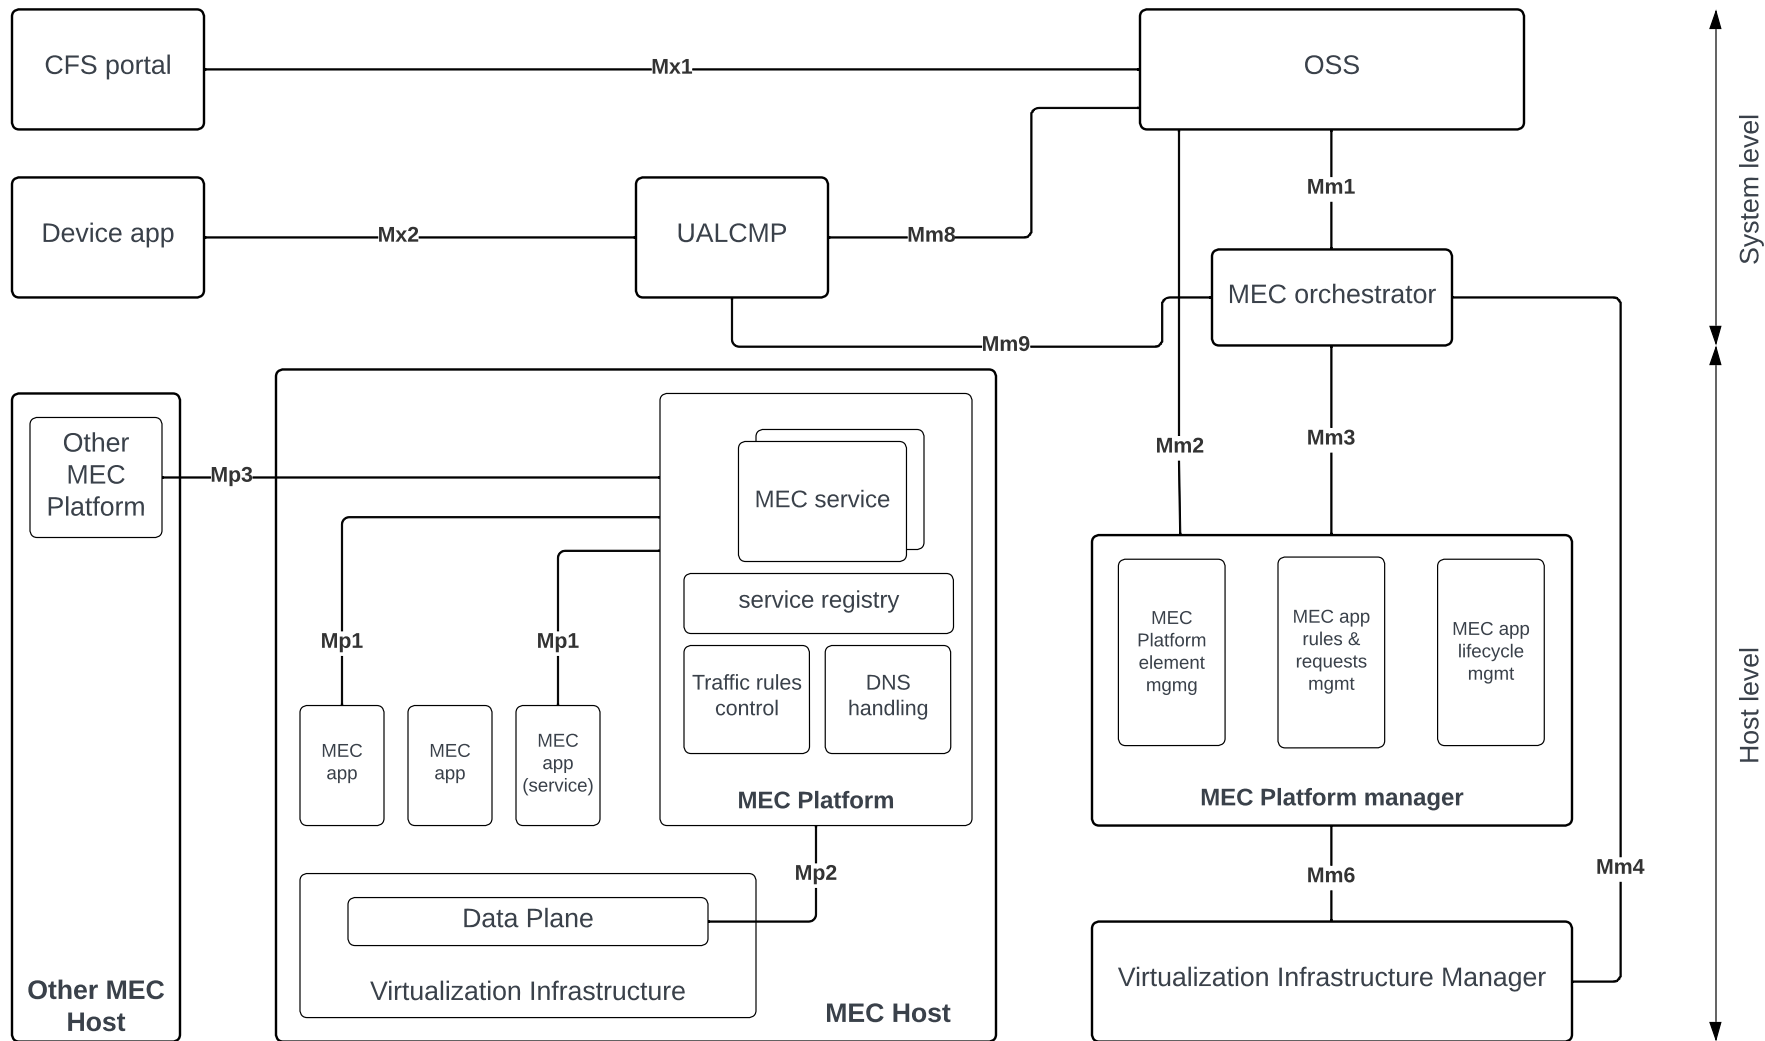 CFS portal
Mx1
OSS
Device app
Mx2
UALCMP
Mm8
Mm1
MEC orchestrator
System level
Mm9
Other
MEC
Platform
Mp3
MEC service
service registry
Traffic rules
control
DNS
handling
MEC Platform
Mp1
Mp1
MEC
app
MEC
app
MEC
app
(service)
Mp2
Data Plane
Virtualization Infrastructure
MEC Host
Other MEC
Host
Mm2
Mm3
MEC
Platform
element
mgmg
MEC app
rules &
requests
mgmt
MEC app
lifecycle
mgmt
MEC Platform manager
Mm6
Mm4
Virtualization Infrastructure Manager
Host level